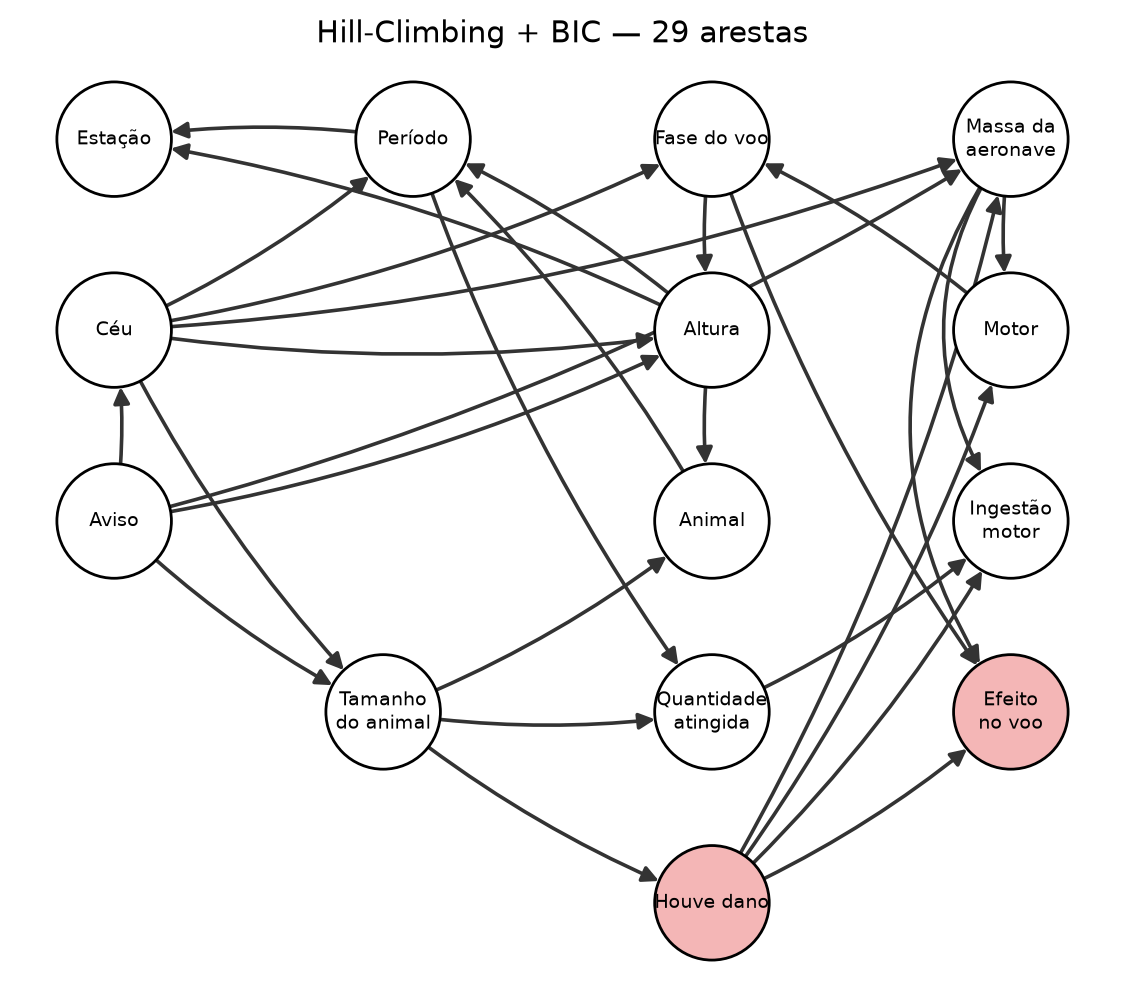 Hill-Climbing + BIC — 29 arestas
Estação
Período
Fase do voo
Massa da
aeronave
Céu
Altura
Motor
Aviso
Animal
Ingestão
motor
Tamanho
do animal
Quantidade
atingida
Efeito
no voo
Houve dano